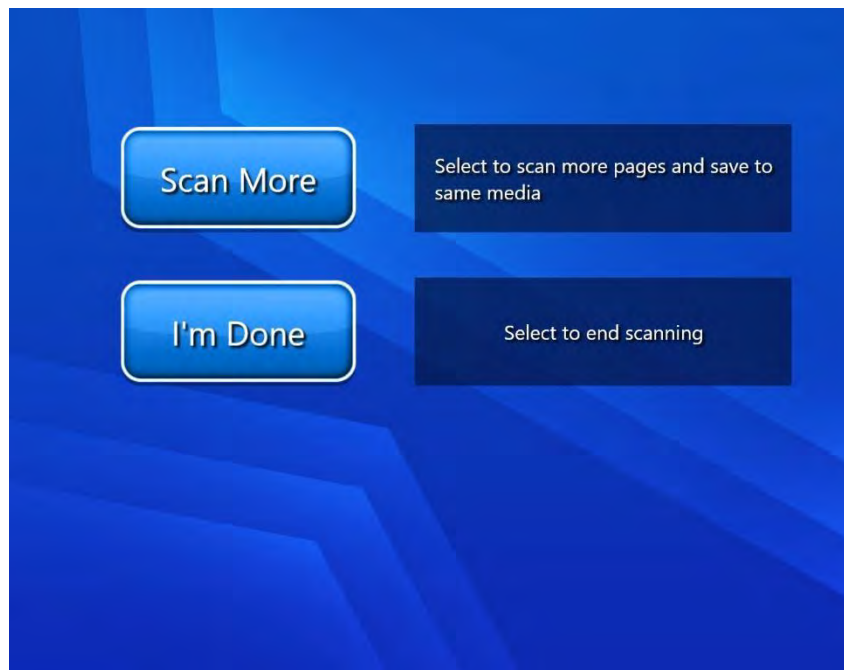 Scan More
Select to scan more pages and save to
same media
I'm Done
Select to end scanning